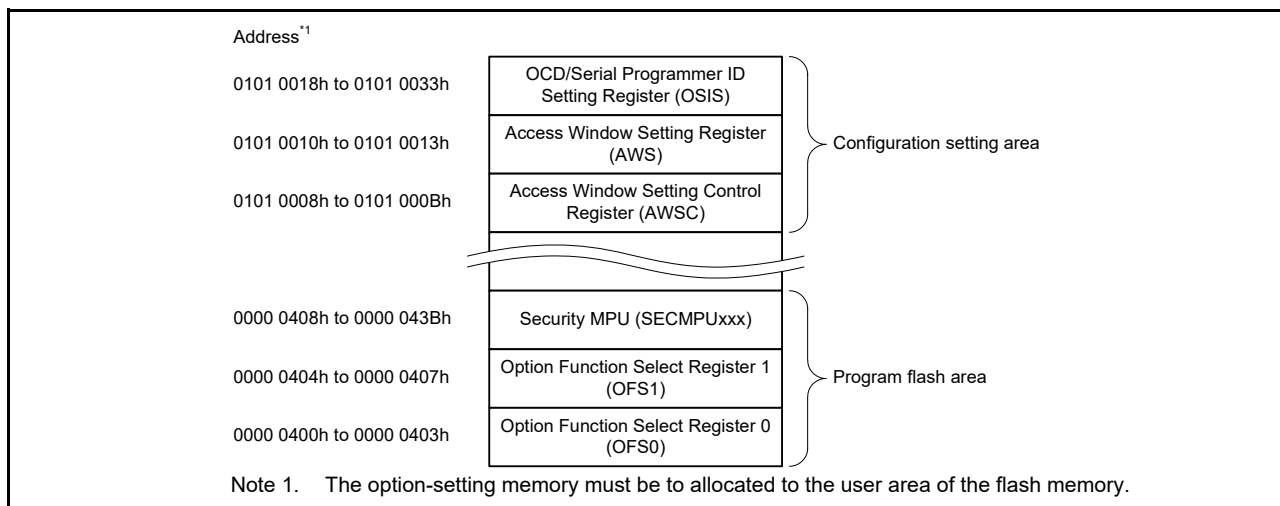 Address*1
0101 0018h to 0101 0033h
OCD/Serial Programmer ID
Setting Register (OSIS)
0101 0010h to 0101 0013h
Access Window Setting Register
(AWS)
Configuration setting area
0101 0008h to 0101 000Bh
Access Window Setting Control
Register (AWSC)
0000 0408h to 0000 043Bh
Security MPU (SECMPUxxx)
0000 0404h to 0000 0407h
Option Function Select Register 1
(OFS1)
Program flash area
0000 0400h to 0000 0403h
Option Function Select Register 0
(OFS0)
Note 1. The option-setting memory must be to allocated to the user area of the flash memory.